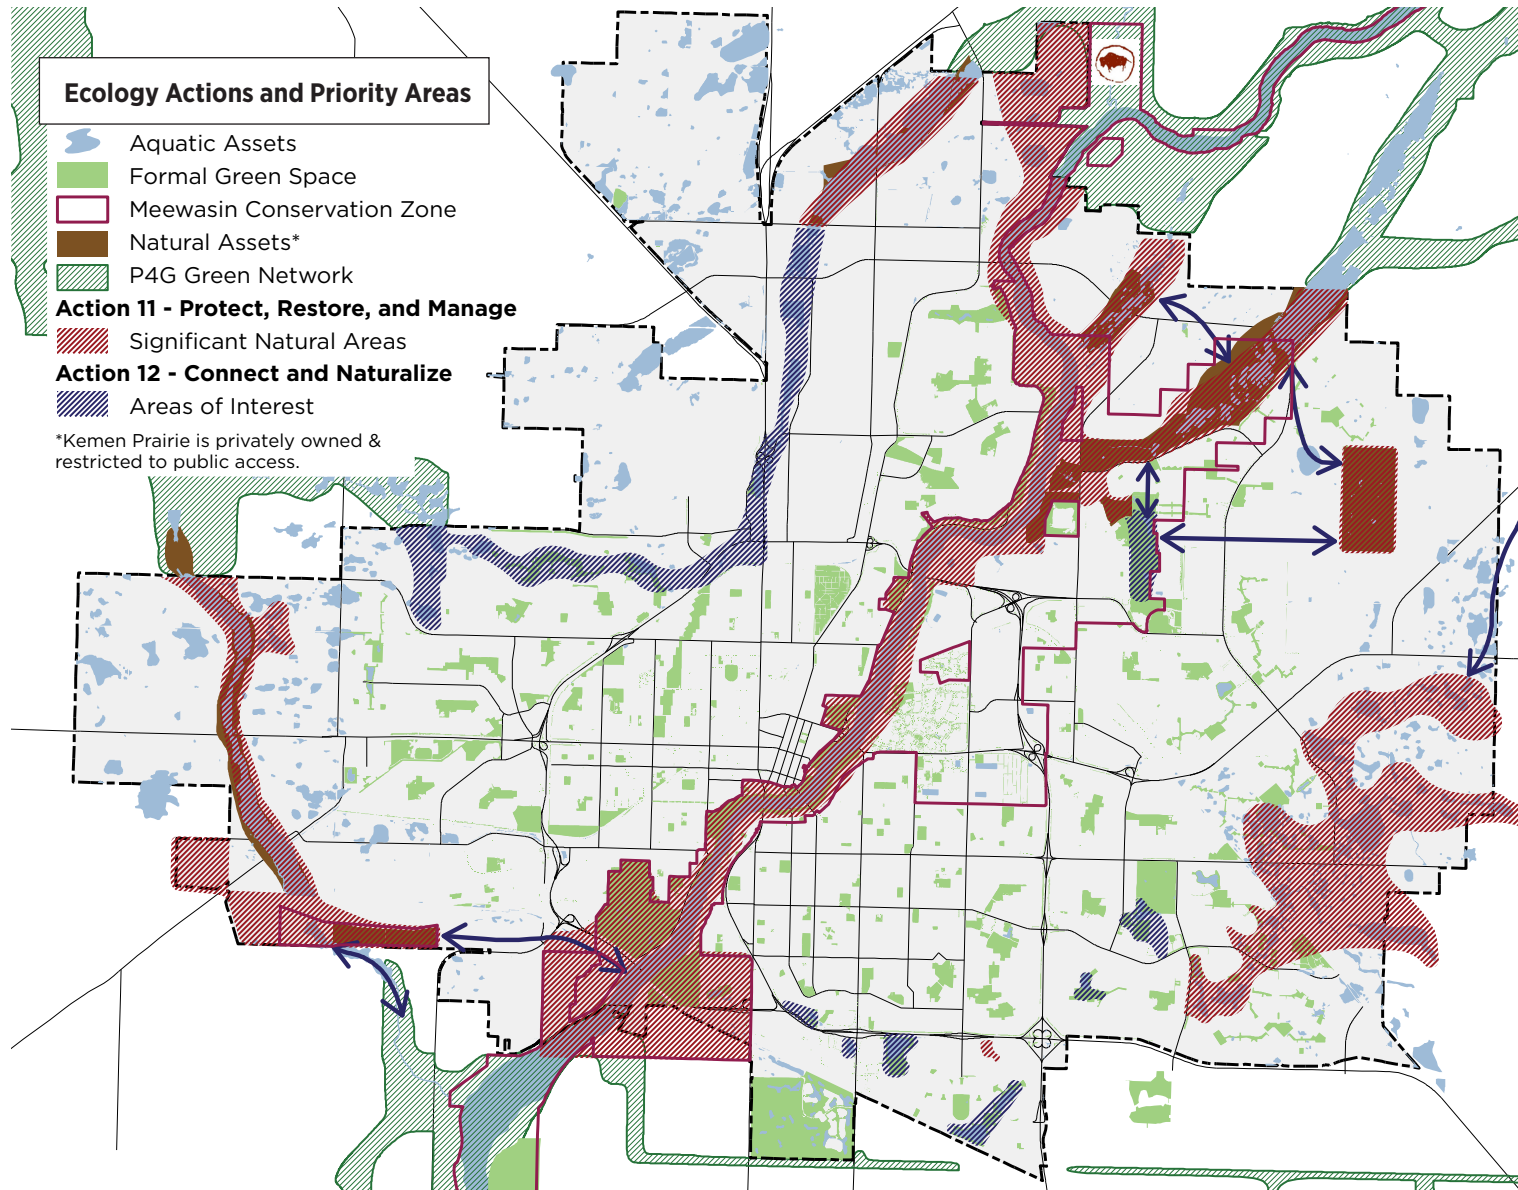 Ecology Actions and Priority Areas
Aquatic Assets
Formal Green Space
Meewasin Conservation Zone
Natural Assets*
P4G Green Network
Action 11 - Protect, Restore, and Manage
Significant Natural Areas
Action 12 - Connect and Naturalize
Areas of Interest
*Kemen Prairie is privately owned &
restricted to public access.